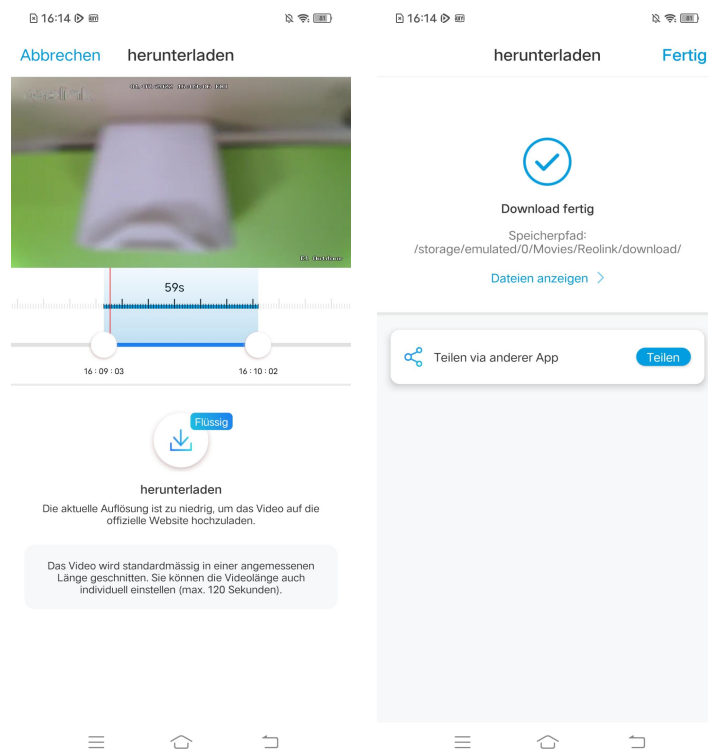 16:14
81
Abbrechen herunterladen
reolink
59s
16:09:03 16:10:02
Flüssig
herunterladen
Die aktuelle Auflösung ist zu niedrig, um das Video auf die
offizielle Website hochzuladen.
Das Video wird standardmässig in einer angemessenen
Länge geschnitten. Sie können die Videolänge auch
individuell einstellen (max. 120 Sekunden).
16:14
81
herunterladen Fertig
Download fertig
Speicherpfad:
/storage/emulated/0/Movies/Reolink/download/
Dateien anzeigen
Teilen via anderer App Teilen